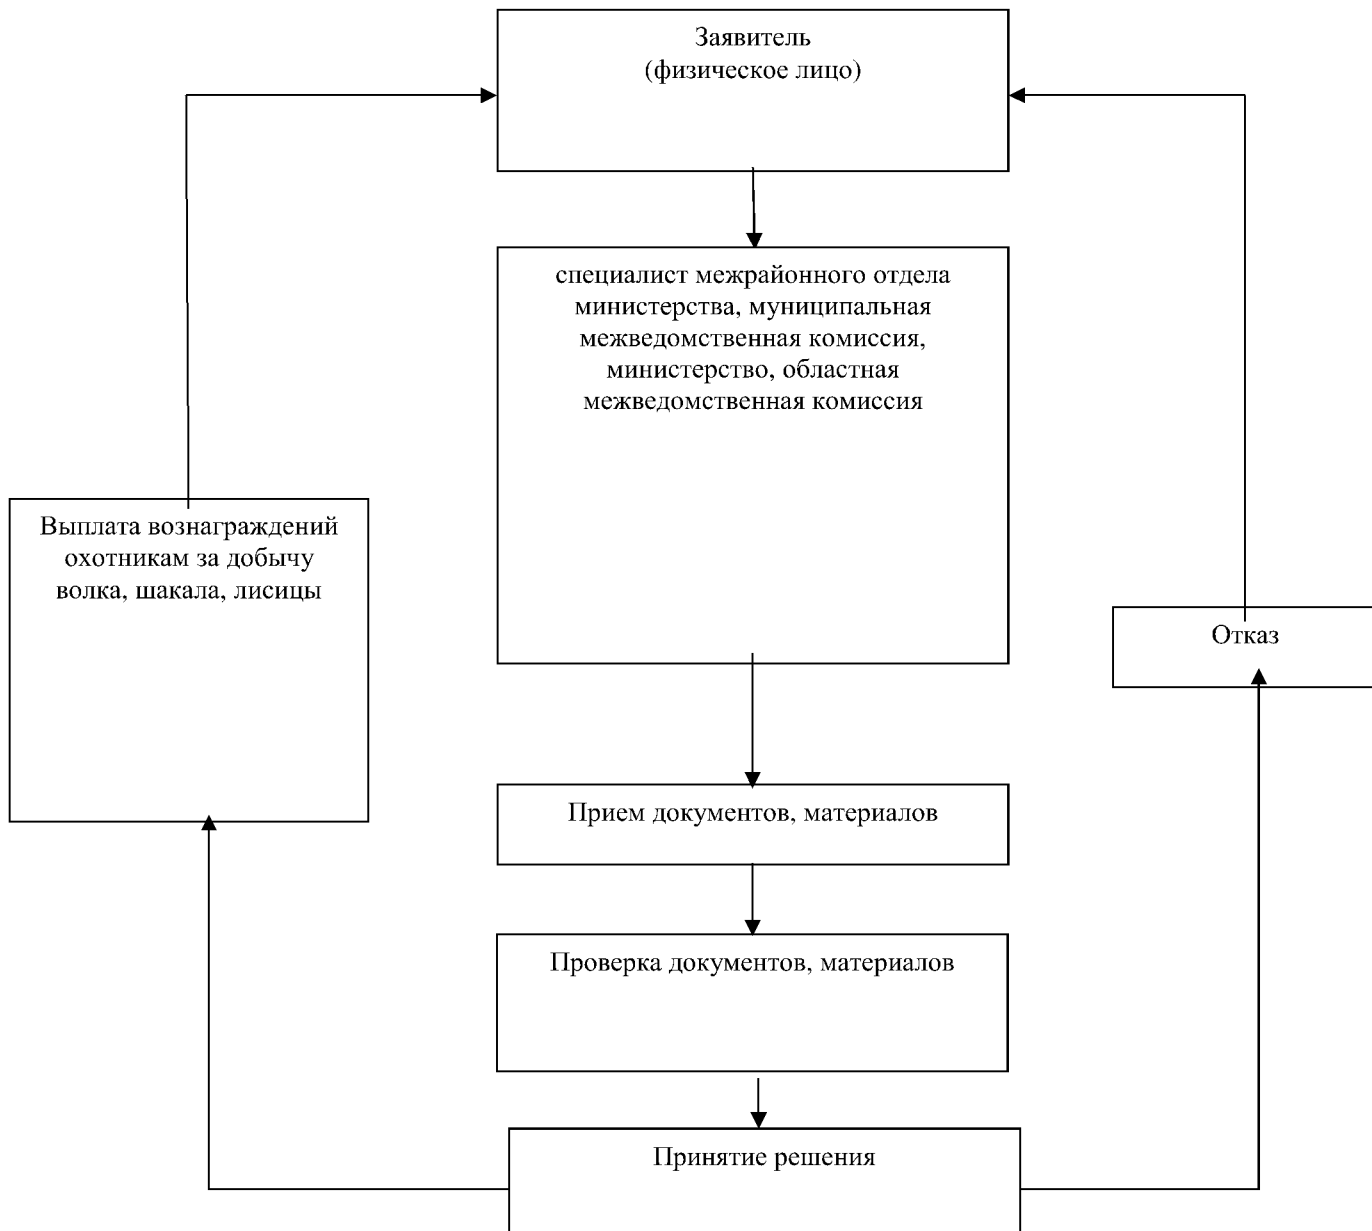 Заявитель
(физическое лицо)
специалист межрайонного отдела
министерства, муниципальная
межведомственная комиссия,
министерство, областная
межведомственная комиссия
Выплата вознаграждений
охотникам за добычу
волка, шакала, лисицы
Отказ
Прием документов, материалов
Проверка документов, материалов
Принятие решения